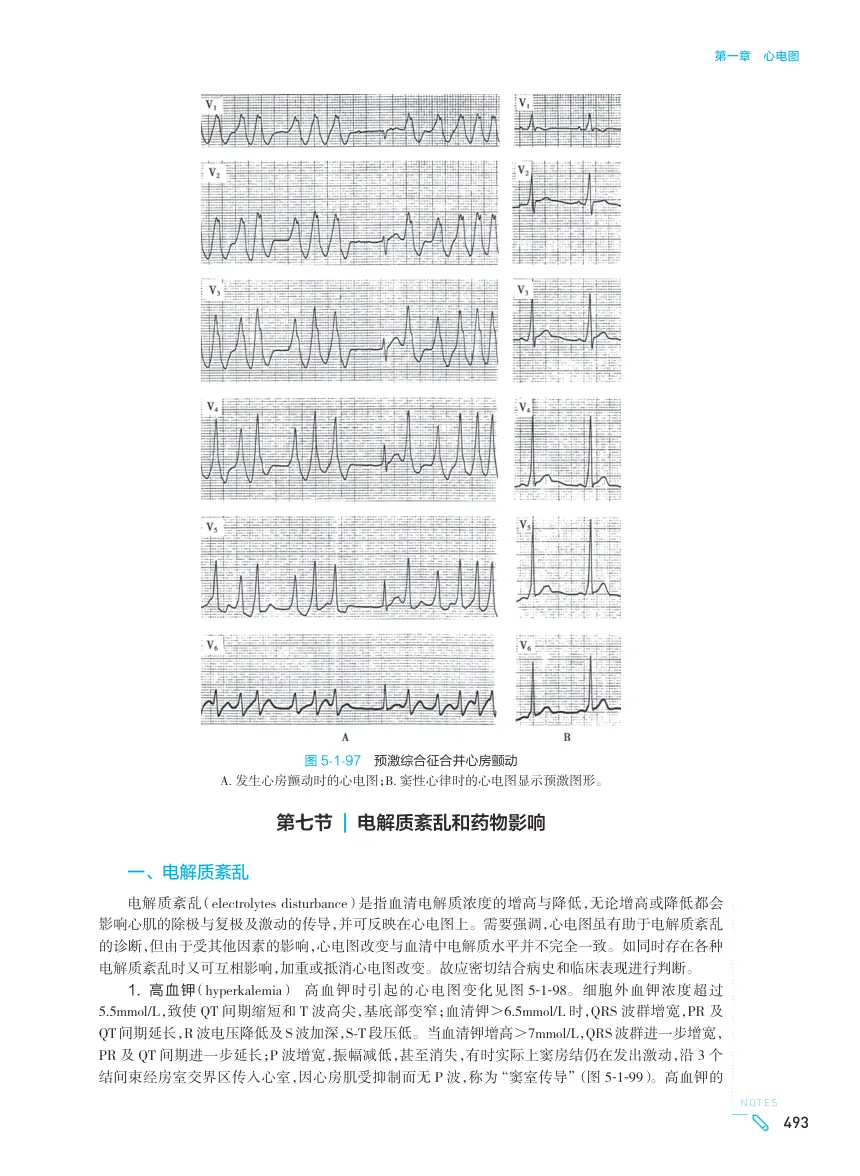 第一章 心电图
V1
V1
V2
V2
V3
V3
V4
V4
V5
V5
V6
V6
A
B
图 5-1-97 预激综合征合并心房颤动
A. 发生心房颤动时的心电图;B. 窦性心律时的心电图显示预激图形。
第七节 | 电解质紊乱和药物影响
一、电解质紊乱
电解质紊乱(electrolytes disturbance)是指血清电解质浓度的增高与降低,无论增高或降低都会
影响心肌的除极与复极及激动的传导,并可反映在心电图上。需要强调,心电图虽有助于电解质紊乱
的诊断,但由于受其他因素的影响,心电图改变与血清中电解质水平并不完全一致。如同时存在各种
电解质紊乱时又可互相影响,加重或抵消心电图改变。故应密切结合病史和临床表现进行判断。
1. 高血钾(hyperkalemia) 高血钾时引起的心电图变化见图 5-1-98。细胞外血钾浓度超过
5.5mmol/L,致使 QT 间期缩短和 T 波高尖,基底部变窄;血清钾>6.5mmol/L 时,QRS 波群增宽,PR 及
QT 间期延长,R 波电压降低及 S 波加深,S-T 段压低。当血清钾增高>7mmol/L,QRS 波群进一步增宽,
PR 及 QT 间期进一步延长;P 波增宽,振幅减低,甚至消失,有时实际上窦房结仍在发出激动,沿 3 个
结间束经房室交界区传入心室,因心房肌受抑制而无 P 波,称为“窦室传导”(图 5-1-99)。高血钾的
NOTES
493